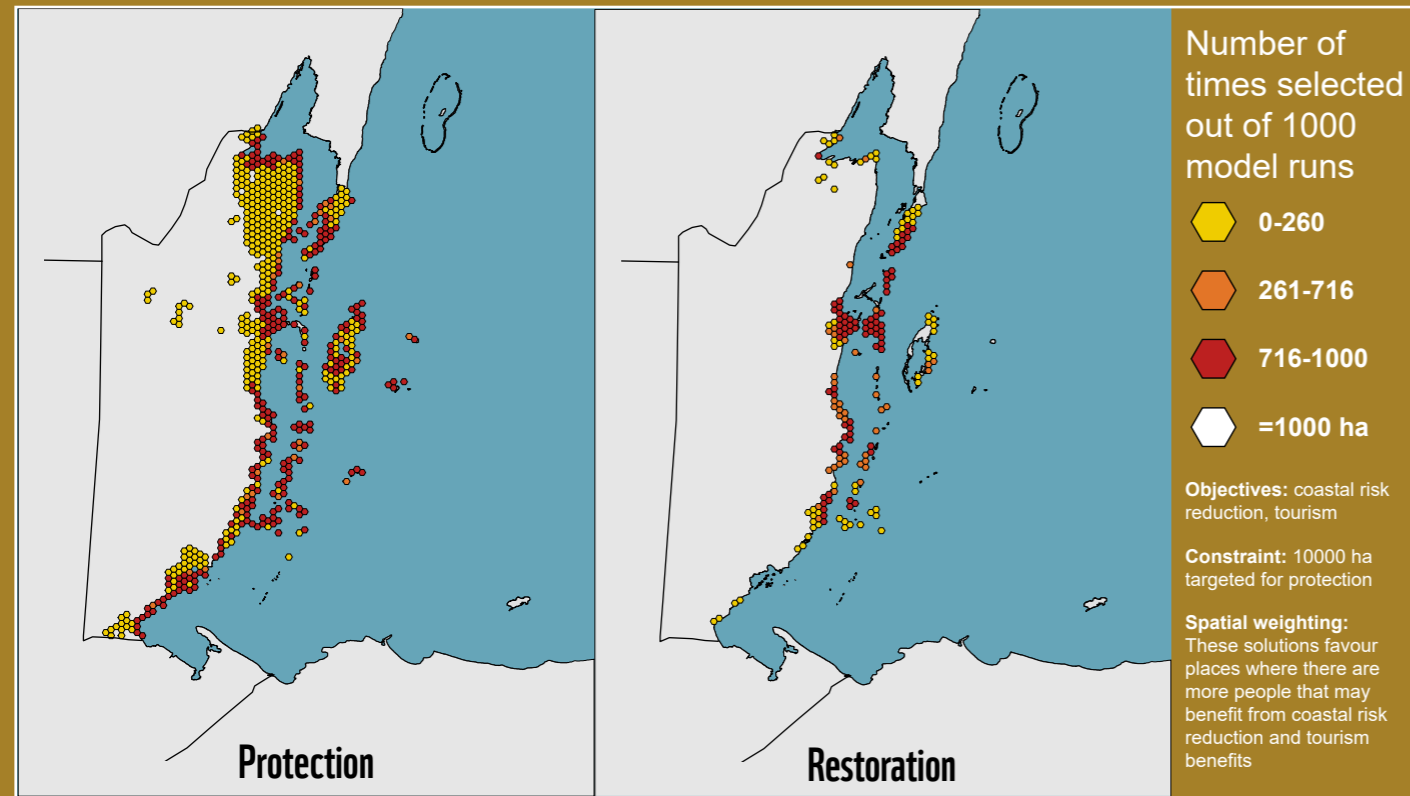 Protection
Restoration
Number of
times selected
out of 1000
model runs
0-260
261-716
716-1000
=1000 ha
Objectives: coastal risk
reduction, tourism
Constraint: 10000 ha
targeted for protection
Spatial weighting:
These solutions favour
places where there are
more people that may
benefit from coastal risk
reduction and tourism
benefits